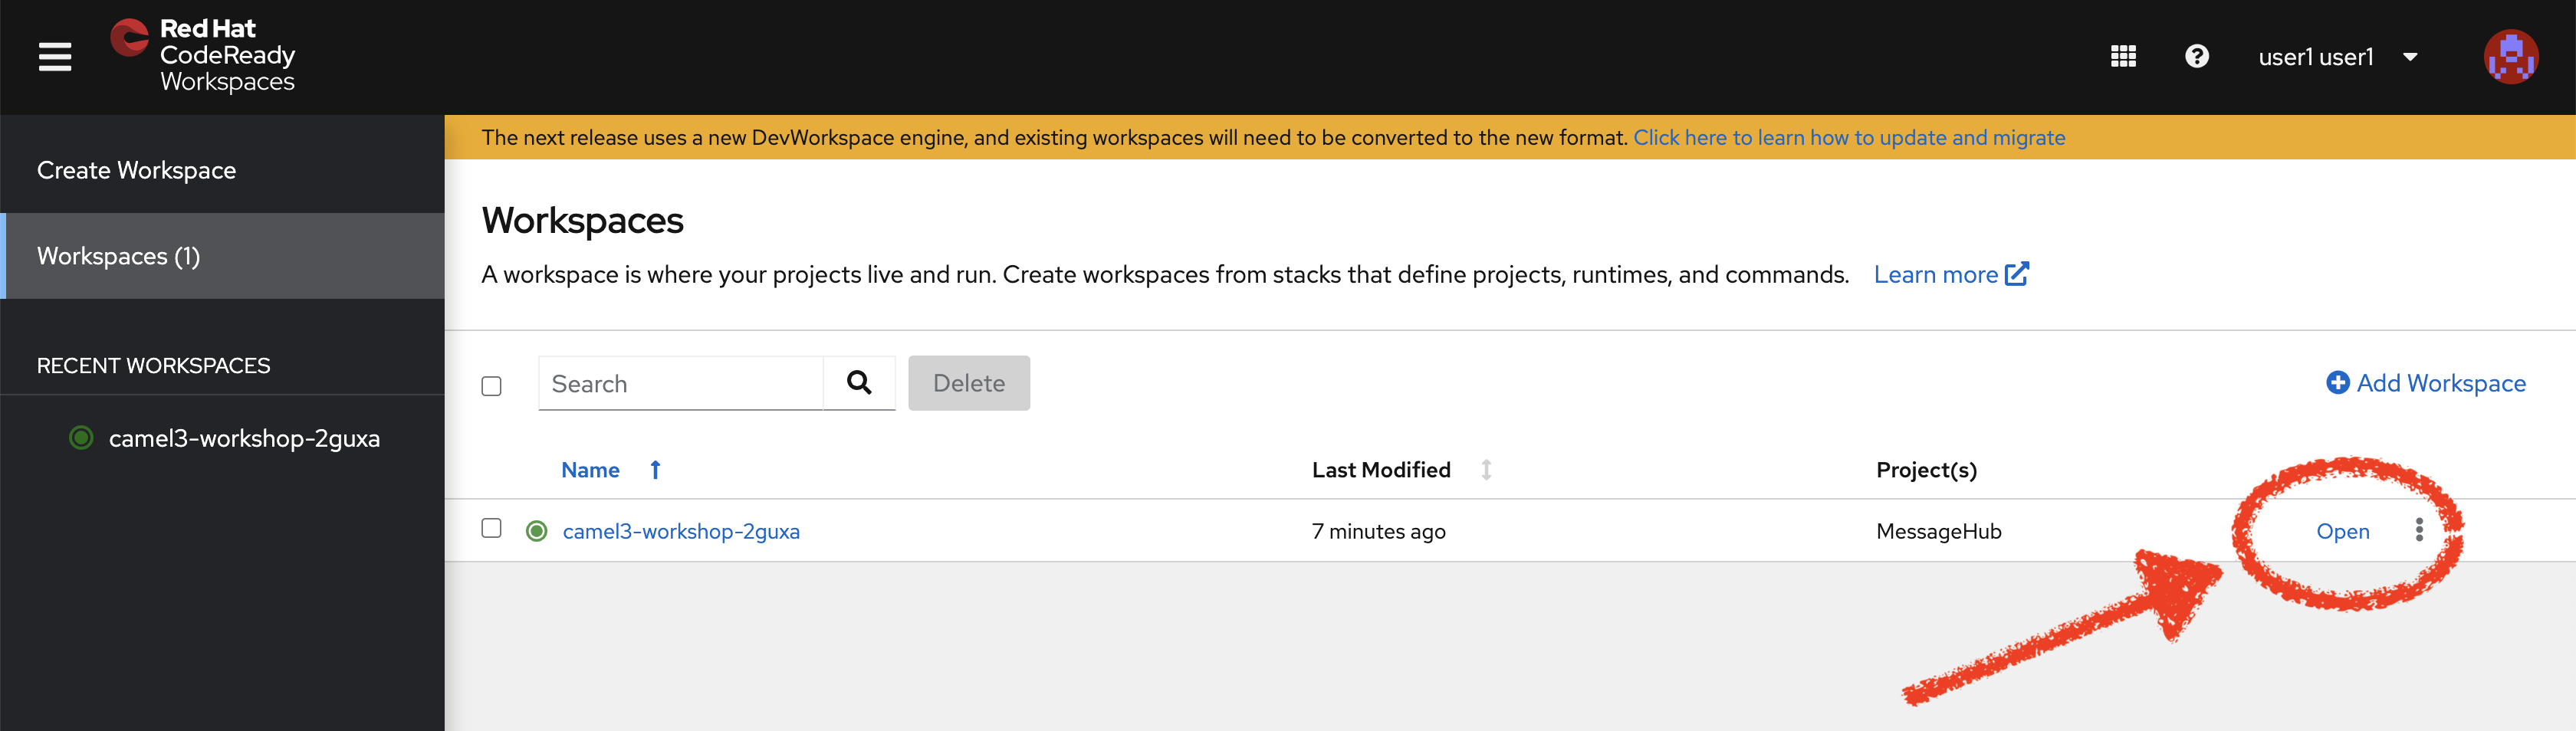 Red Hat
CodeReady
Workspaces
user1 user1
Create Workspace
Workspaces (1)
RECENT WORKSPACES
camel3-workshop-2guxa
The next release uses a new DevWorkspace engine, and existing workspaces will need to be converted to the new format. Click here to learn how to update and migrate
Workspaces
A workspace is where your projects live and run. Create workspaces from stacks that define projects, runtimes, and commands. Learn more
Search Delete Add Workspace
Name Last Modified Project(s)
camel3-workshop-2guxa 7 minutes ago MessageHub Open